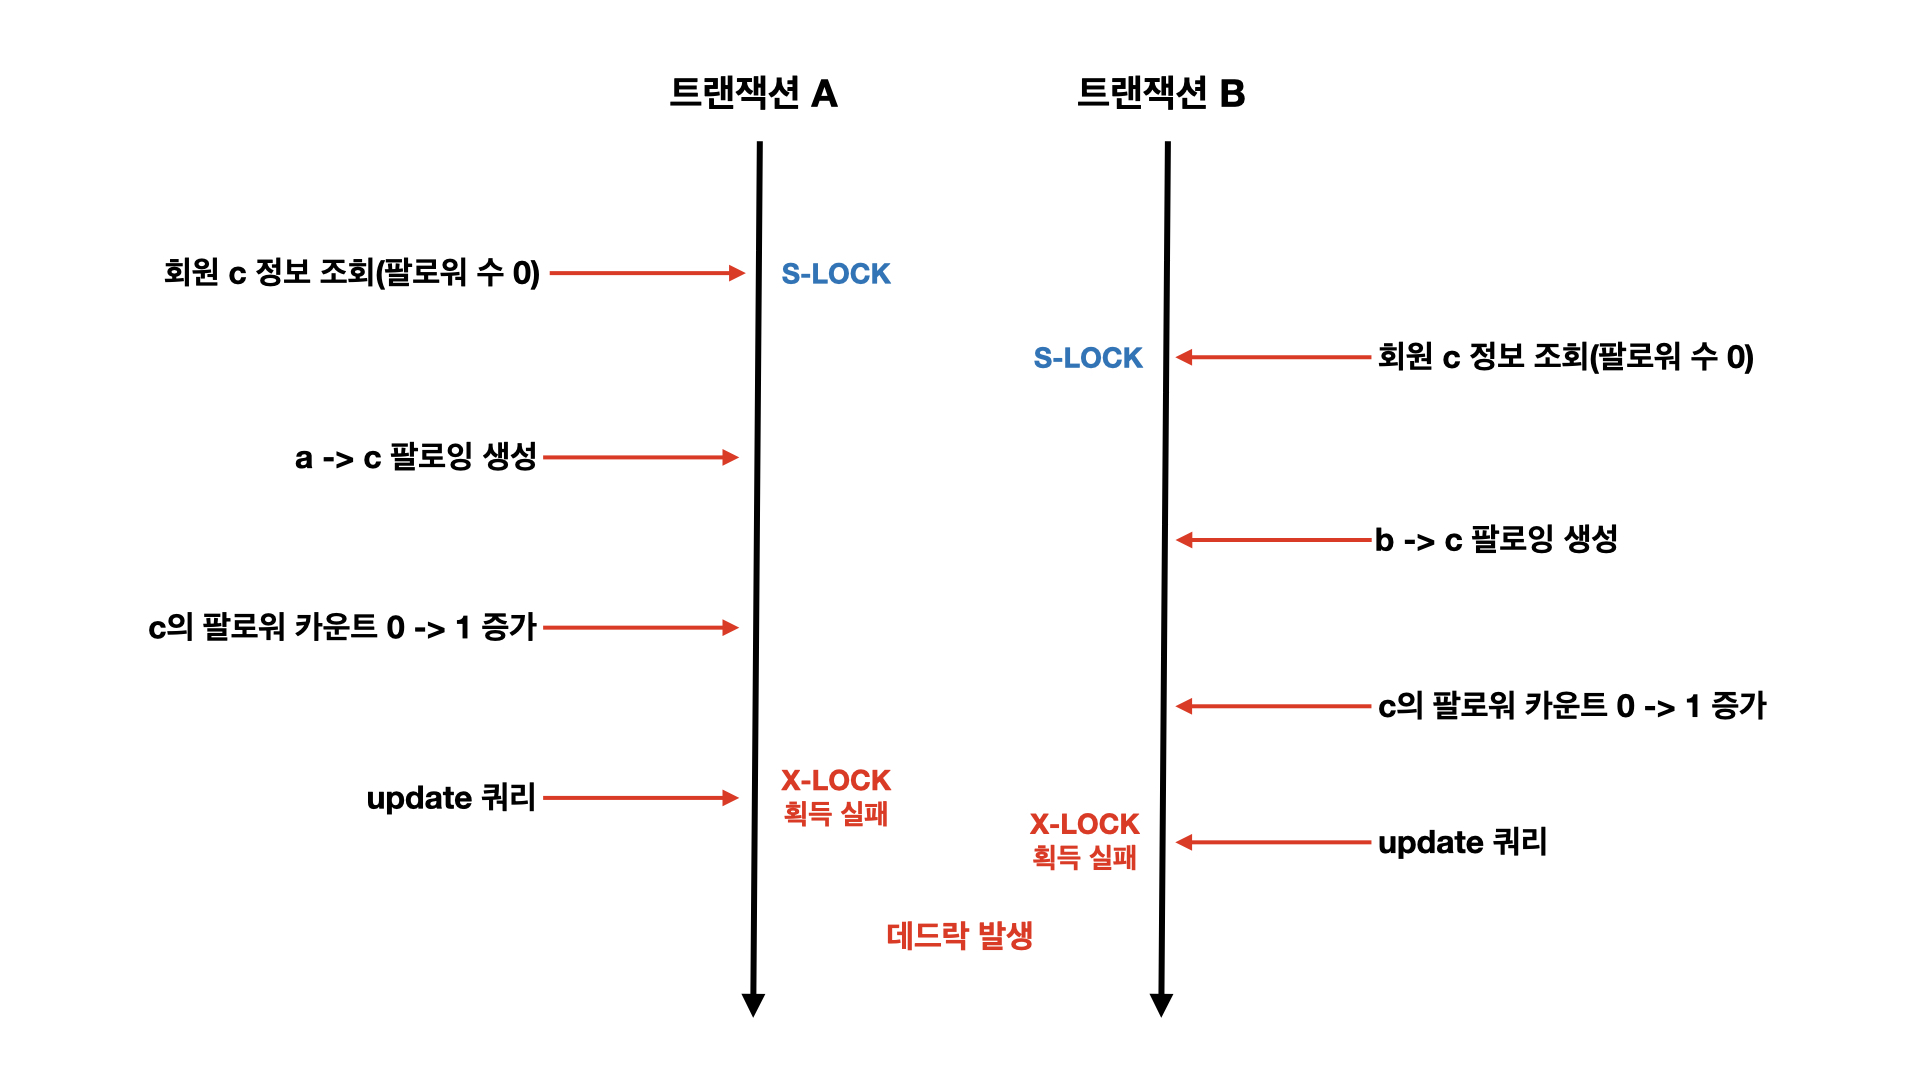 트랜잭션 A
트랜잭션 B
회원 c 정보 조회(팔로워 수 0)
S-LOCK
S-LOCK
회원 c 정보 조회(팔로워 수 0)
a -> c 팔로잉 생성
b -> c 팔로잉 생성
c의 팔로워 카운트 0 -> 1 증가
c의 팔로워 카운트 0 -> 1 증가
update 쿼리
X-LOCK
획득 실패
X-LOCK
획득 실패
update 쿼리
데드락 발생